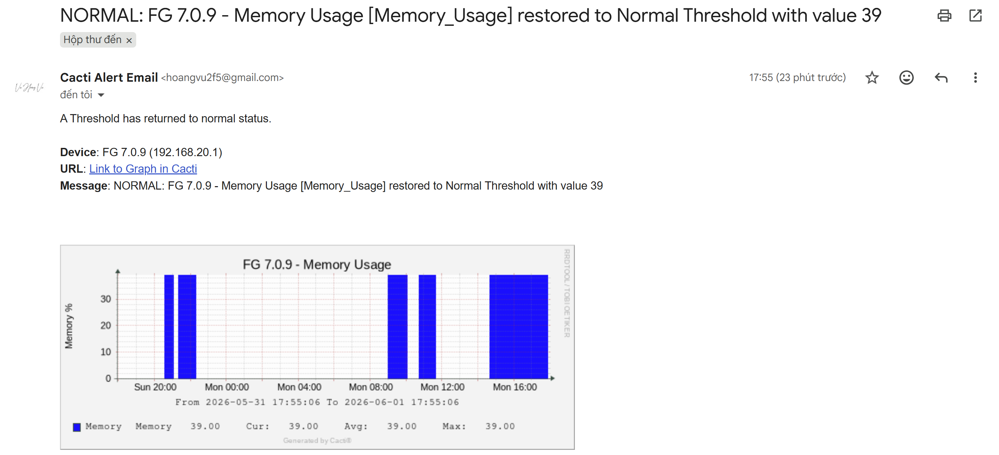 NORMAL: FG 7.0.9 - Memory Usage [Memory_Usage] restored to Normal Threshold with value 39
Hộp thư đến ×
Cacti Alert Email <hoangvu2f5@gmail.com>
17:55 (23 phút trước)
đến tôi
A Threshold has returned to normal status.
Device: FG 7.0.9 (192.168.20.1)
URL: Link to Graph in Cacti
Message: NORMAL: FG 7.0.9 - Memory Usage [Memory_Usage] restored to Normal Threshold with value 39
FG 7.0.9 - Memory Usage
RRDTOOL / TOBI OETIKER
Memory %
30
20
10
0
Sun 20:00 Mon 00:00 Mon 04:00 Mon 08:00 Mon 12:00 Mon 16:00
From 2026-05-31 17:55:06 To 2026-06-01 17:55:06
Memory Memory 39.00 Cur: 39.00 Avg: 39.00 Max: 39.00
Generated by Cacti®